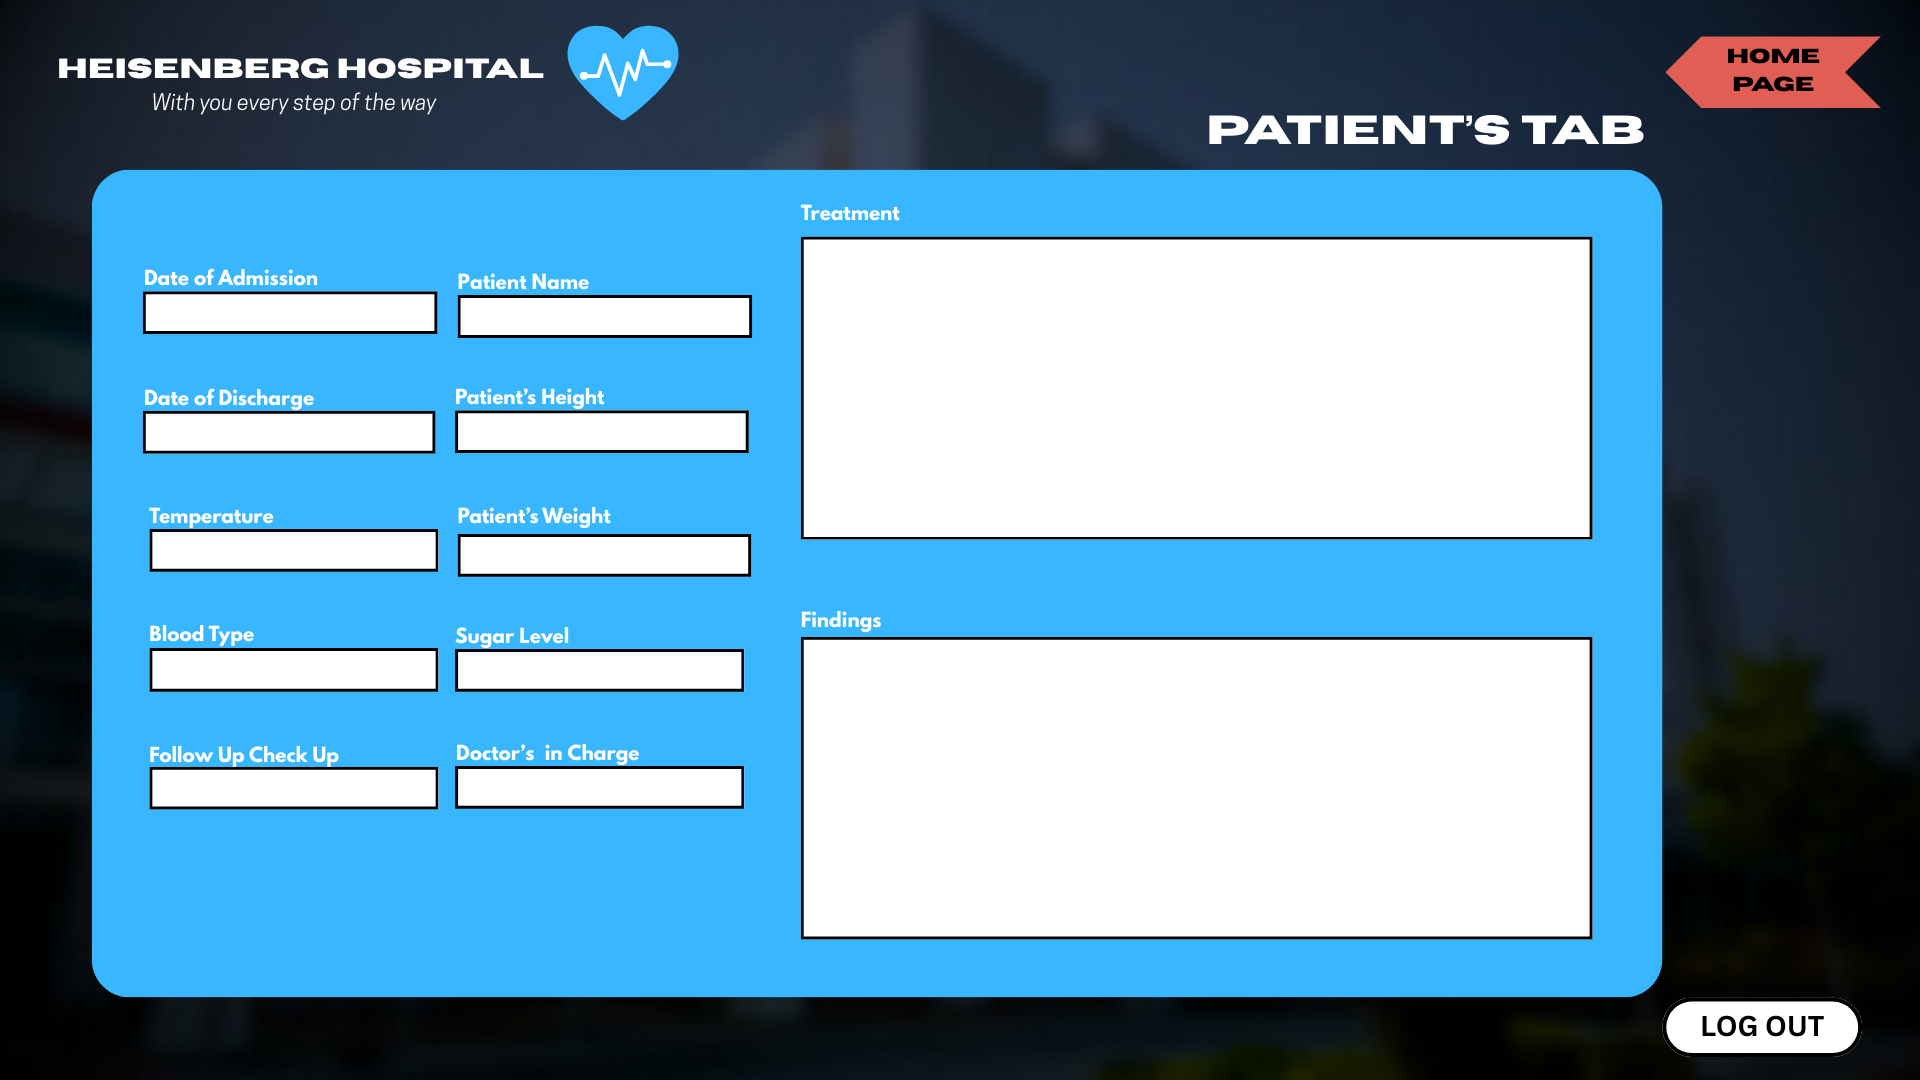 HEISENBERG HOSPITAL
With you every step of the way
HOME
PAGE
PATIENT'S TAB
Treatment
Date of Admission
Patient Name
Date of Discharge
Patient's Height
Temperature
Patient's Weight
Findings
Blood Type
Sugar Level
Follow Up Check Up
Doctor's  in Charge
LOG OUT